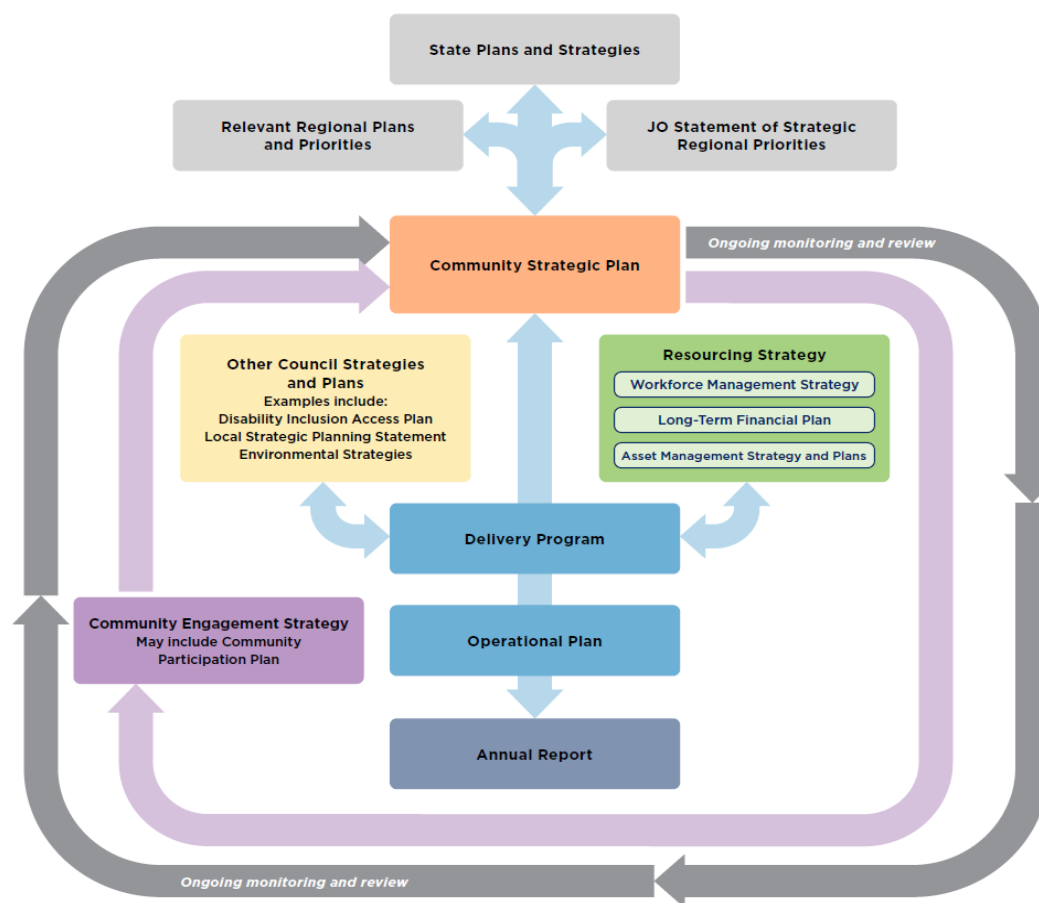 State Plans and Strategies
Relevant Regional Plans
and Priorities
JO Statement of Strategic
Regional Priorities
Community Strategic Plan
Ongoing monitoring and review
Other Council Strategies
and Plans
Examples include:
Disability Inclusion Access Plan
Local Strategic Planning Statement
Environmental Strategies
Resourcing Strategy
Workforce Management Strategy
Long-Term Financial Plan
Asset Management Strategy and Plans
Delivery Program
Community Engagement Strategy
May include Community
Participation Plan
Operational Plan
Annual Report
Ongoing monitoring and review